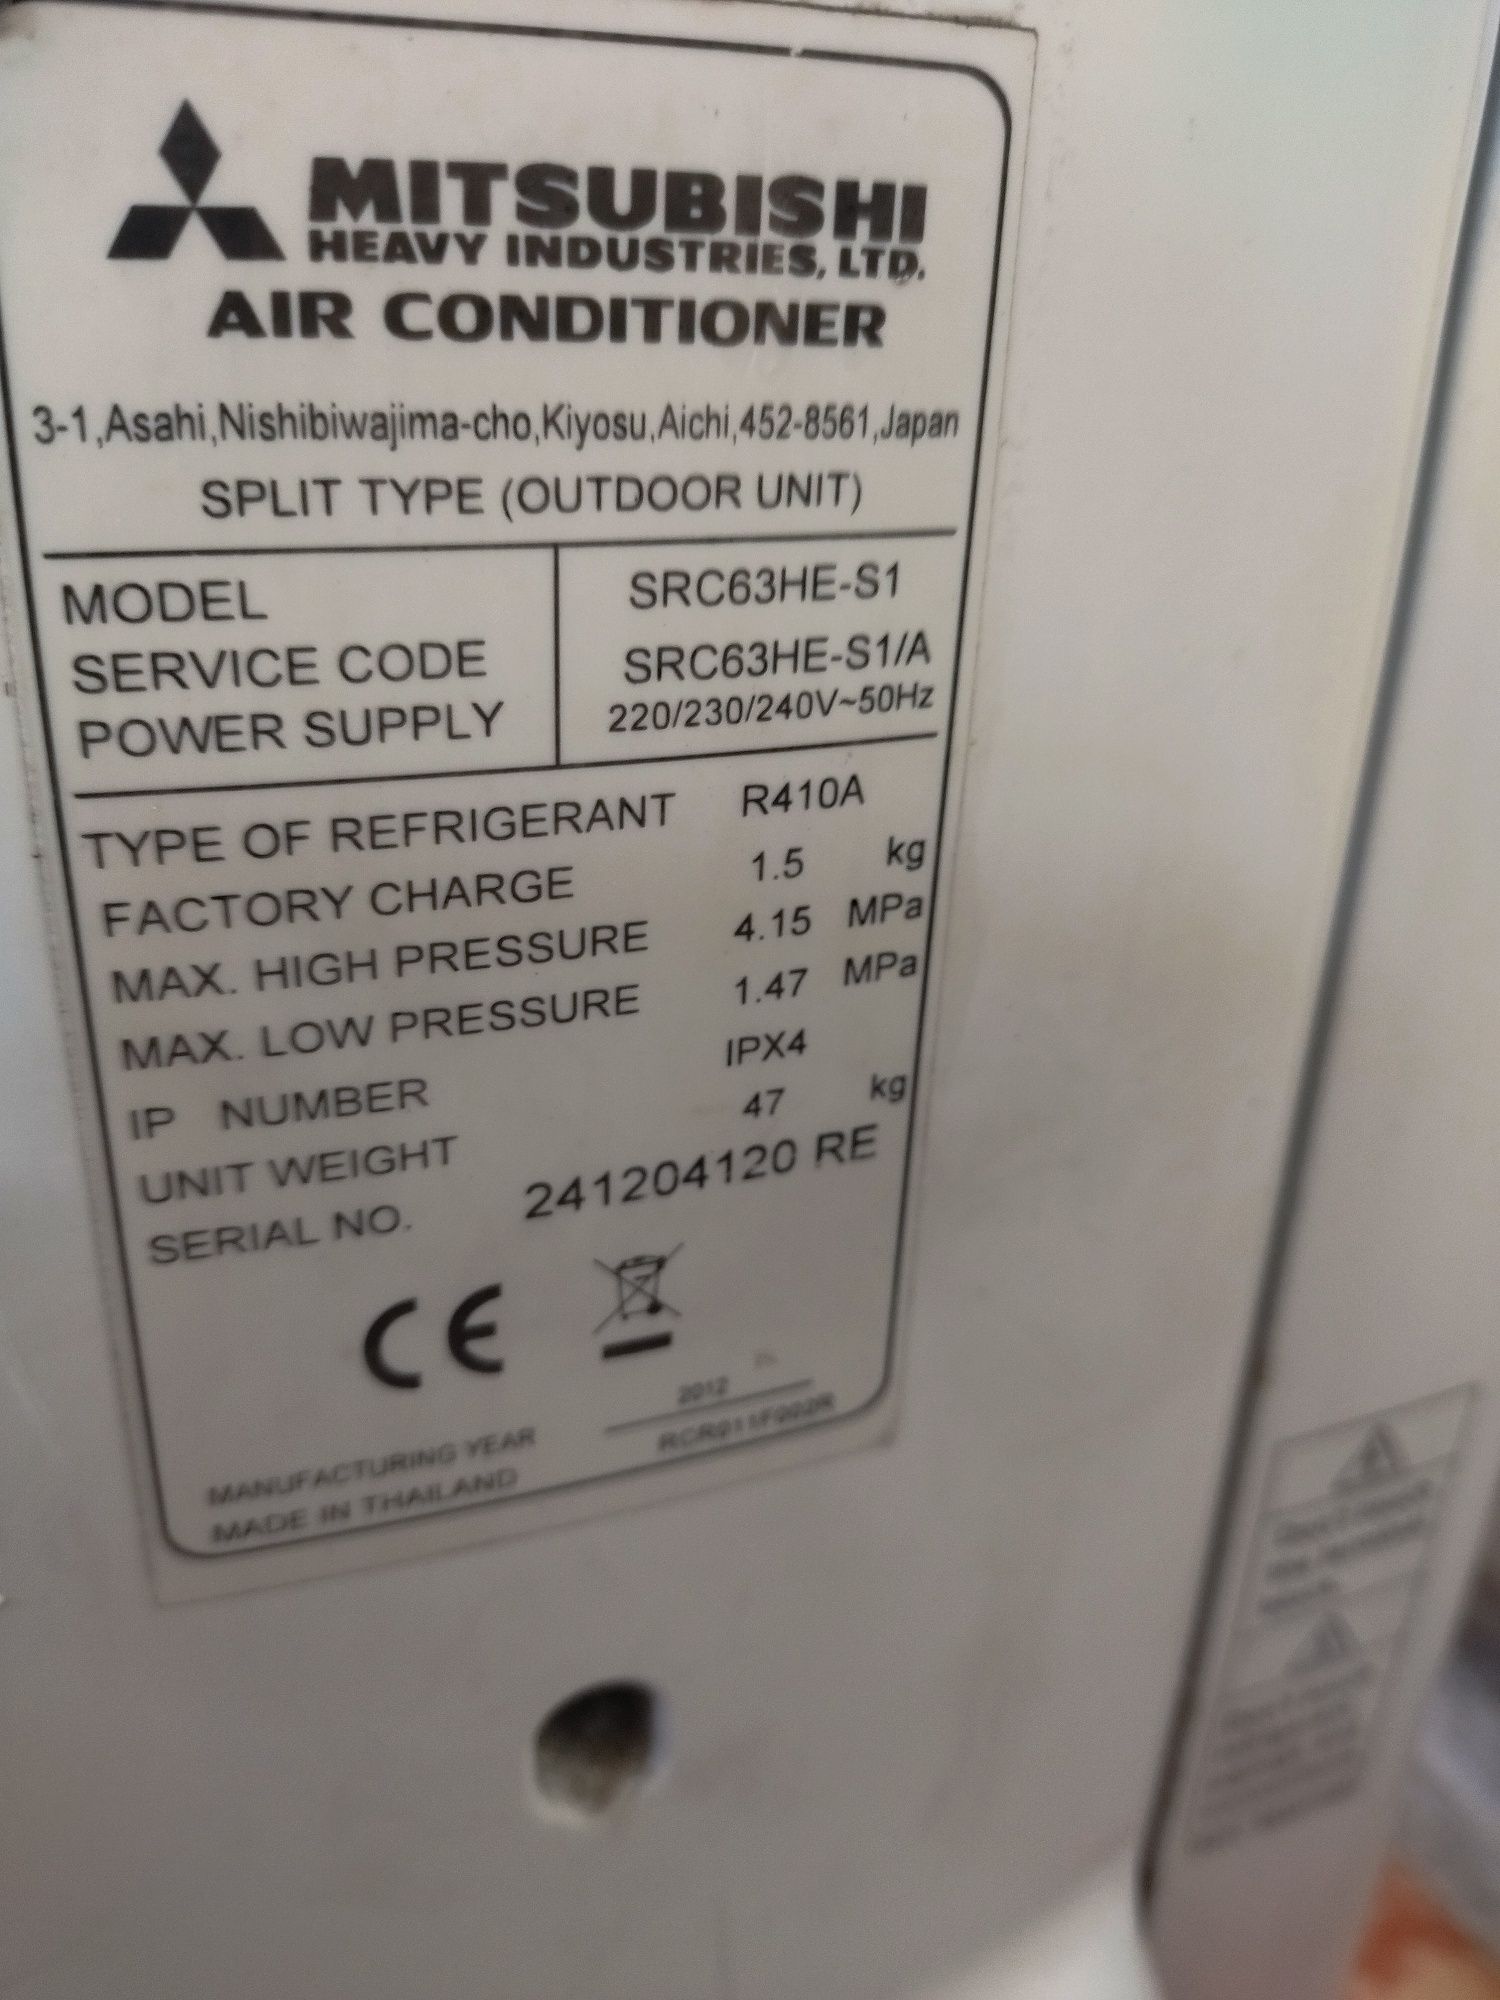 MITSUBISHI
HEAVY INDUSTRIES, LTD.
AIR CONDITIONER
3-1,Asahi,Nishibiwajima-cho,Kiyosu,Aichi,452-8561,Japan
SPLIT TYPE (OUTDOOR UNIT)
MODEL SRC63HE-S1
SERVICE CODE SRC63HE-S1/A
POWER SUPPLY 220/230/240V~50Hz
TYPE OF REFRIGERANT R410A
FACTORY CHARGE 1.5 kg
MAX. HIGH PRESSURE 4.15 MPa
MAX. LOW PRESSURE 1.47 MPa
IP NUMBER IPX4
UNIT WEIGHT 47 kg
SERIAL NO. 241204120 RE
CE
MANUFACTURING YEAR 2012
MADE IN THAILAND RCR011F002R